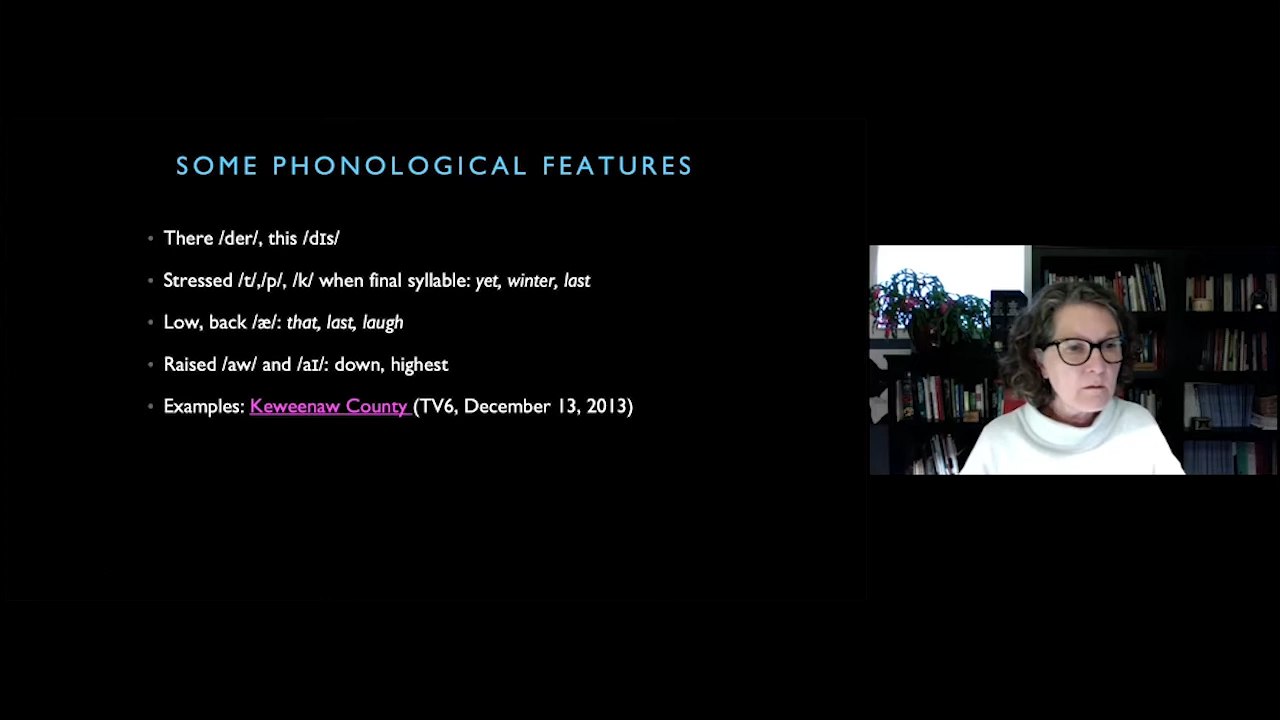 SOME PHONOLOGICAL FEATURES
• There /der/, this /dɪs/
• Stressed /t/,/p/, /k/ when final syllable: yet, winter, last
• Low, back /æ/: that, last, laugh
• Raised /aw/ and /aɪ/: down, highest
• Examples: Keweenaw County (TV6, December 13, 2013)